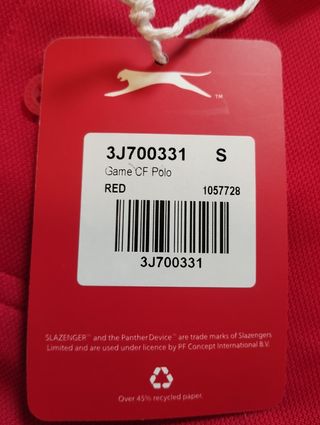 ™
3J700331 S
Game CF Polo
RED 1057728
3J700331
SLAZENGER™ and the Panther Device™ are trade marks of Slazengers
Limited and are used under licence by PF Concept International B.V.
Over 45% recycled paper.